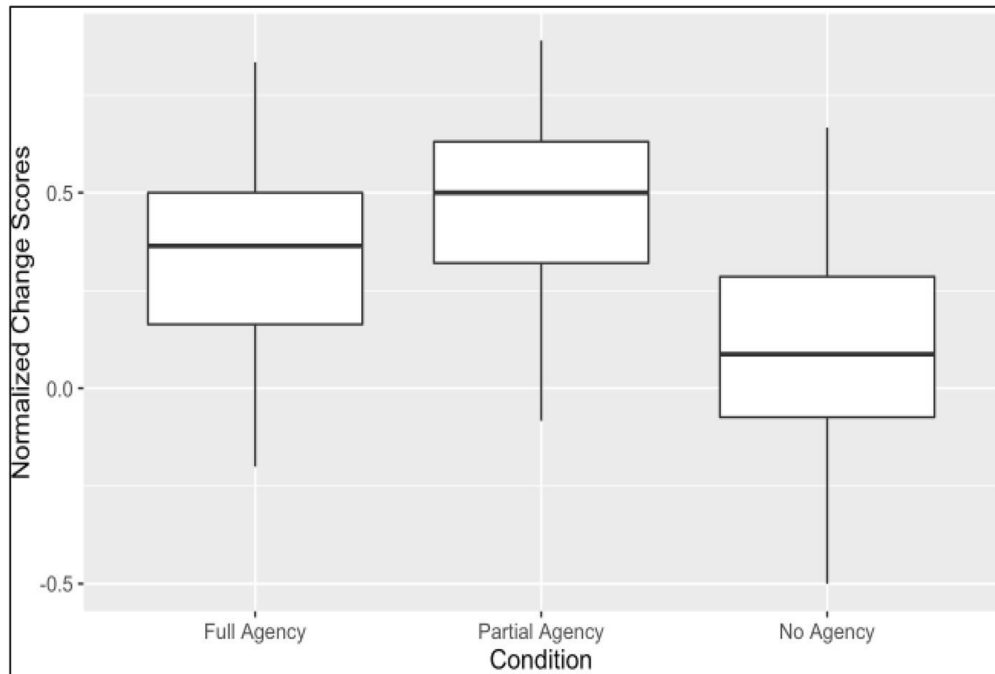 Normalized Change Scores
0.5
0.0
-0.5
Full Agency
Partial Agency
No Agency
Condition